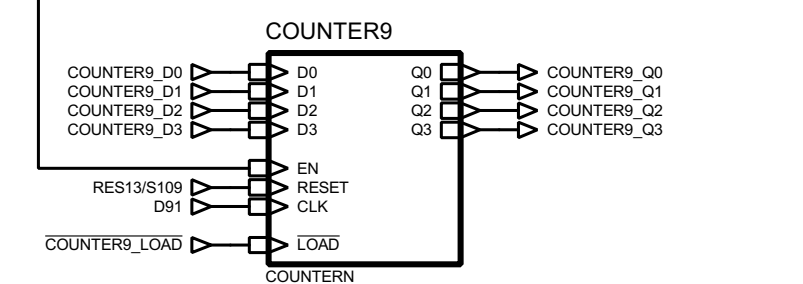 COUNTER9
COUNTER9_D0 D0 Q0 COUNTER9_Q0
COUNTER9_D1 D1 Q1 COUNTER9_Q1
COUNTER9_D2 D2 Q2 COUNTER9_Q2
COUNTER9_D3 D3 Q3 COUNTER9_Q3
EN
RES13/S109 RESET
D91 CLK
COUNTER9_LOAD LOAD
COUNTERN